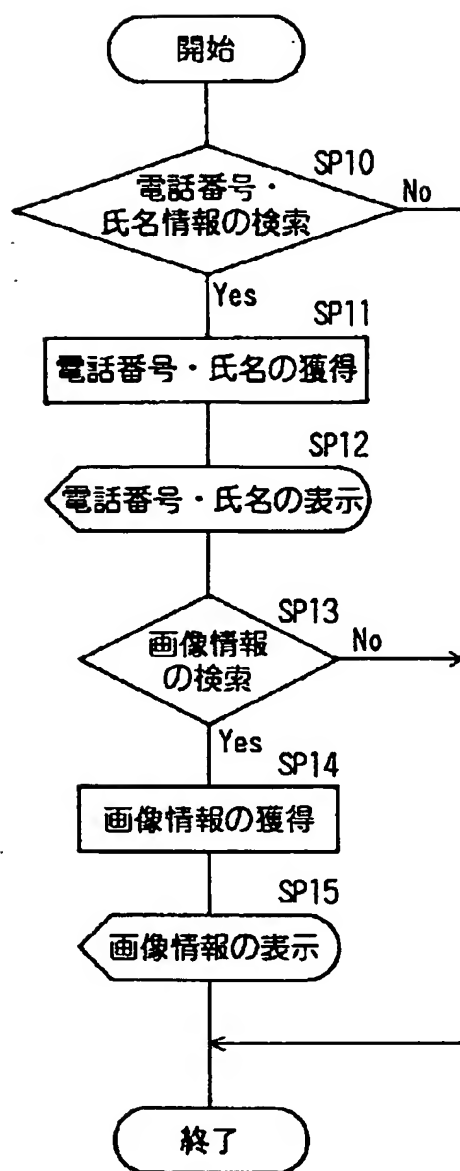 開始
SP10
電話番号・
氏名情報の検索
No
Yes
SP11
電話番号・氏名の獲得
SP12
電話番号・氏名の表示
SP13
画像情報
の検索
No
Yes
SP14
画像情報の獲得
SP15
画像情報の表示
終了